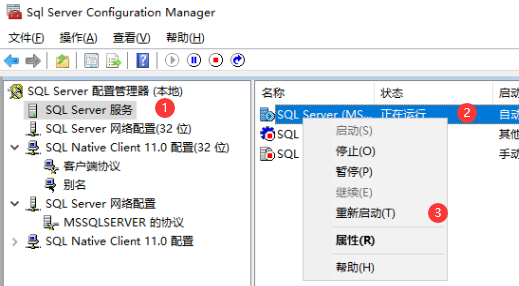 Sql Server Configuration Manager
文件(F) 操作(A) 查看(V) 帮助(H)
SQL Server 配置管理器 (本地)
SQL Server 服务
1
SQL Server 网络配置(32 位)
SQL Native Client 11.0 配置(32 位)
客户端协议
别名
SQL Server 网络配置
MSSQLSERVER 的协议
SQL Native Client 11.0 配置
名称 状态 启动
SQL Server (MS... 正在运行 2 自动
SQL 其他
SQL 手动
启动(S)
停止(O)
暂停(P)
继续(E)
重新启动(T) 3
属性(R)
帮助(H)